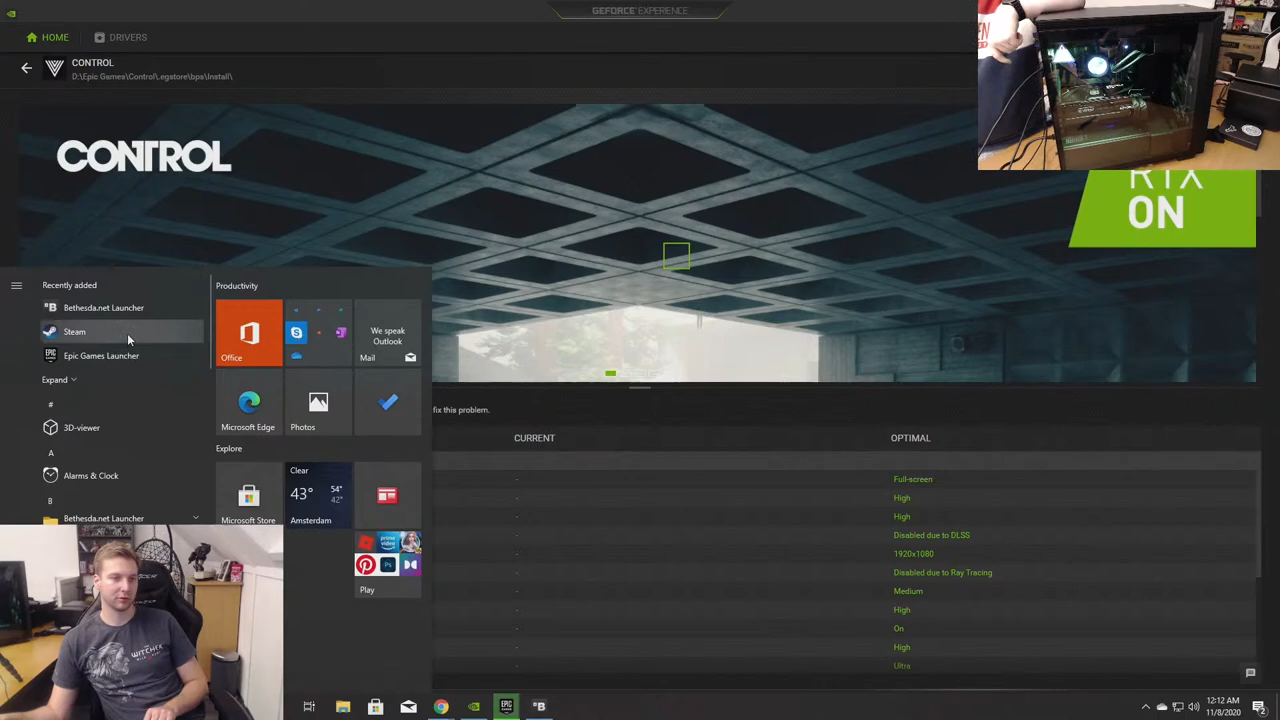 GEFORCE EXPERIENCE
HOME
DRIVERS
CONTROL
D:\Epic Games\Control\.egstore\bps\Install\
CONTROL
RTX
ON
Recently added
Bethesda.net Launcher
Steam
Epic Games Launcher
Expand
#
3D-viewer
A
Alarms & Clock
B
Bethesda.net Launcher
Productivity
Office
We speak
Outlook
Mail
Microsoft Edge
Photos
Explore
Microsoft Store
Clear
43° 54° 42°
Amsterdam
Play
fix this problem.
CURRENT
OPTIMAL
- Full-screen
- High
- High
- Disabled due to DLSS
- 1920x1080
- Disabled due to Ray Tracing
- Medium
- High
- On
- High
- Ultra
WITCHER
12:12 AM
11/8/2020
2